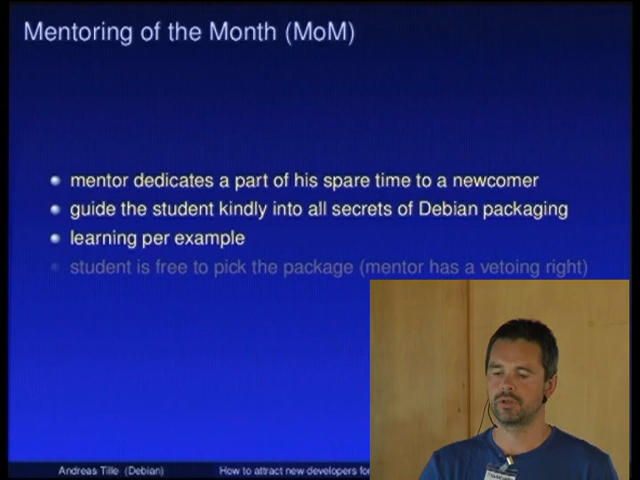 Mentoring of the Month (MoM)
mentor dedicates a part of his spare time to a newcomer
guide the student kindly into all secrets of Debian packaging
learning per example
student is free to pick the package (mentor has a vetoing right)
Andreas Tille (Debian) How to attract new developers for